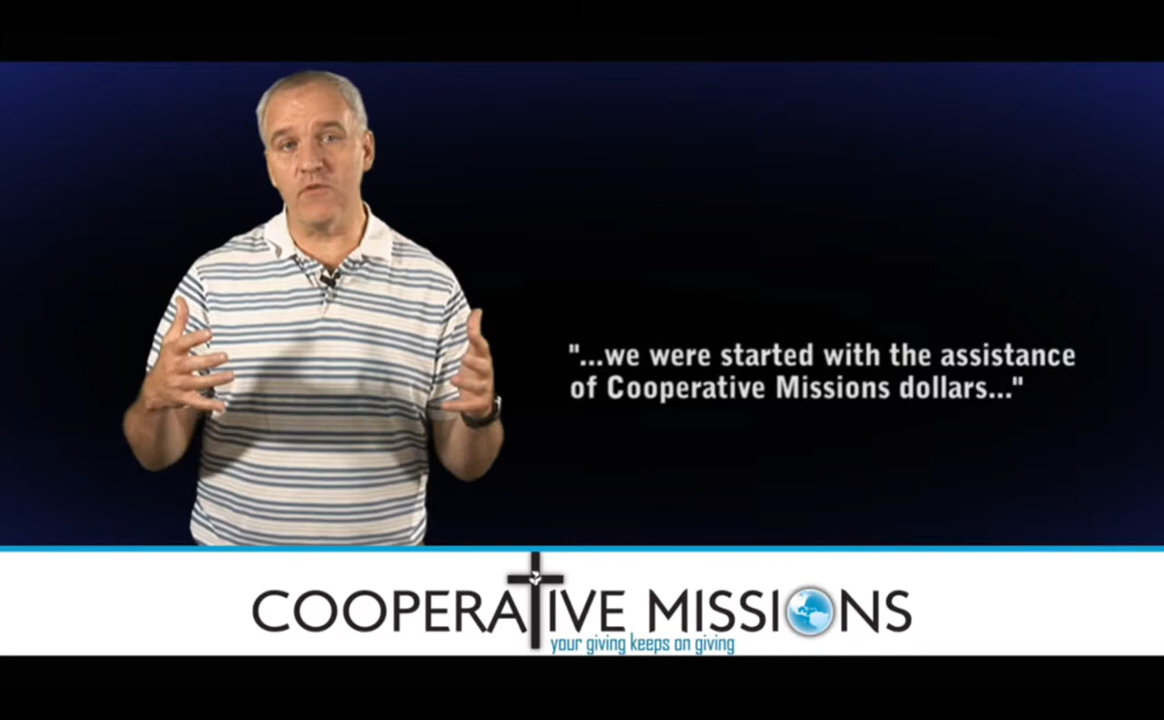 "...we were started with the assistance
of Cooperative Missions dollars..."
COOPERATIVE MISSIONS
your giving keeps on giving